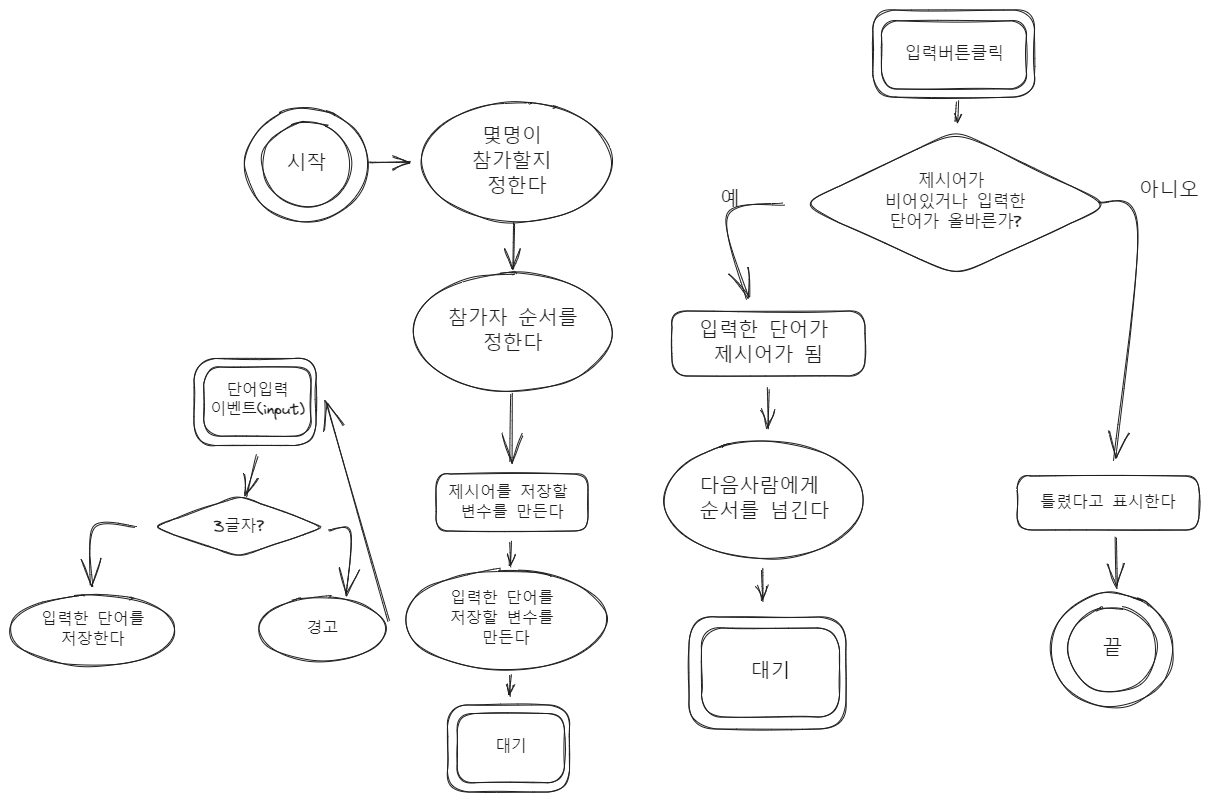 시작
몇명이
참가할지
정한다
참가자 순서를
정한다
제시어를 저장할
변수를 만든다
입력한 단어를
저장할 변수를
만든다
대기
단어입력
이벤트(input)
3글자?
입력한 단어를
저장한다
경고
입력버튼클릭
제시어가
비어있거나 입력한
단어가 올바른가?
예
아니오
입력한 단어가
제시어가 됨
다음사람에게
순서를 넘긴다
대기
틀렸다고 표시한다
끝